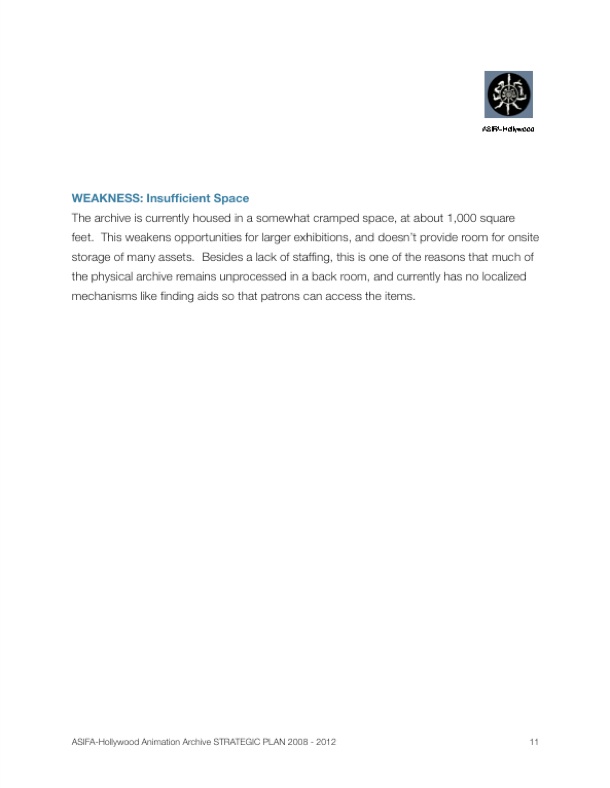 ASIFA-Hollywood
WEAKNESS: Insufficient Space
The archive is currently housed in a somewhat cramped space, at about 1,000 square
feet.  This weakens opportunities for larger exhibitions, and doesn’t provide room for onsite
storage of many assets.  Besides a lack of staffing, this is one of the reasons that much of
the physical archive remains unprocessed in a back room, and currently has no localized
mechanisms like finding aids so that patrons can access the items.
ASIFA-Hollywood Animation Archive STRATEGIC PLAN 2008 - 2012 11